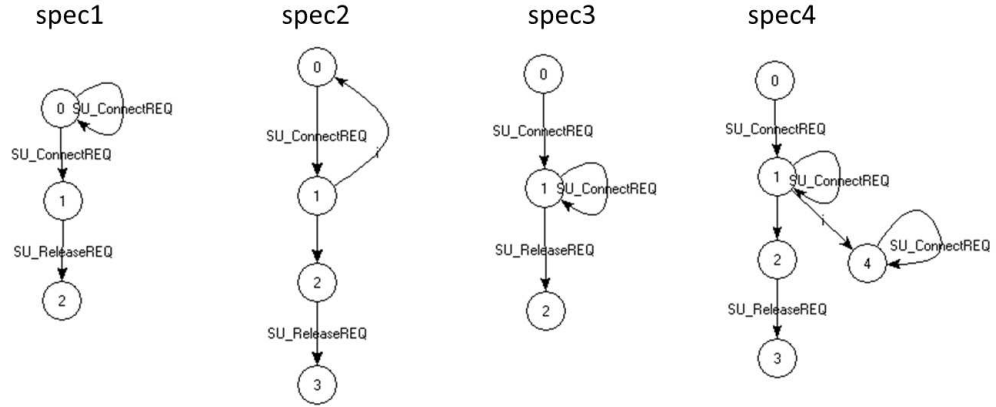 spec1
spec2
spec3
spec4
0
SU_ConnectREQ
SU_ConnectREQ
1
SU_ReleaseREQ
2
0
SU_ConnectREQ
i
1
2
SU_ReleaseREQ
3
0
SU_ConnectREQ
1
SU_ConnectREQ
SU_ReleaseREQ
2
0
SU_ConnectREQ
1
SU_ConnectREQ
i
2
4
SU_ConnectREQ
SU_ReleaseREQ
3